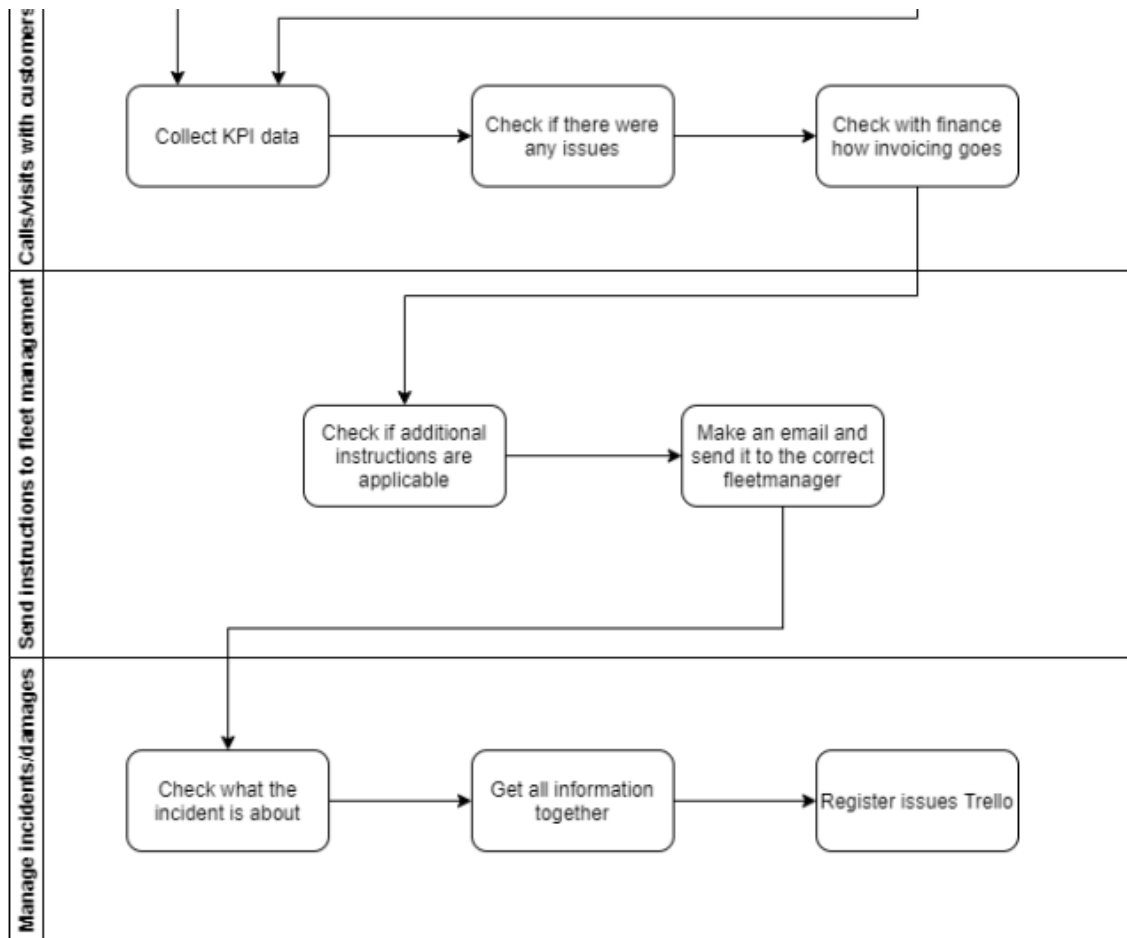 Calls/visits with customers
Collect KPI data
Check if there were
any issues
Check with finance
how invoicing goes
Send instructions to fleet management
Check if additional
instructions are
applicable
Make an email and
send it to the correct
fleetmanager
Manage incidents/damages
Check what the
incident is about
Get all information
together
Register issues Trello